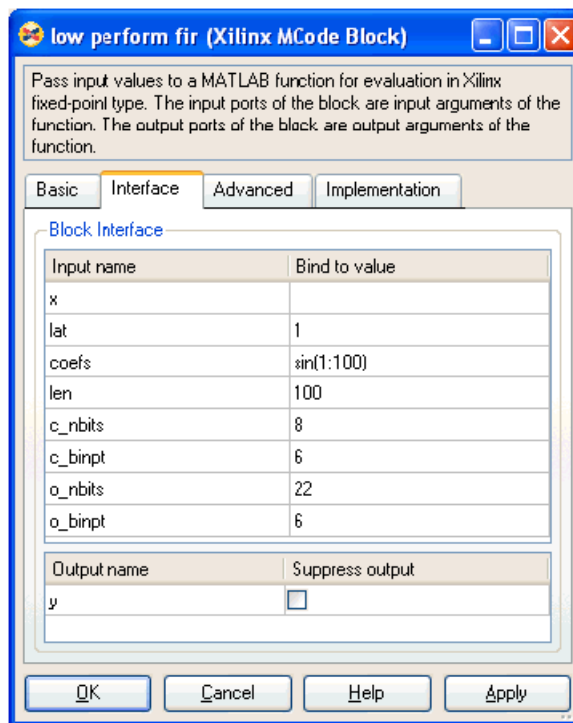 low perform fir (Xilinx MCode Block)
Pass input values to a MATLAB function for evaluation in Xilinx
fixed-point type. The input ports of the block are input arguments of the
function. The output ports of the block are output arguments of the
function.
Basic Interface Advanced Implementation
Block Interface
Input name Bind to value
x
lat 1
coefs sin(1:100)
len 100
c_nbits 8
c_binpt 6
o_nbits 22
o_binpt 6
Output name Suppress output
y
OK Cancel Help Apply